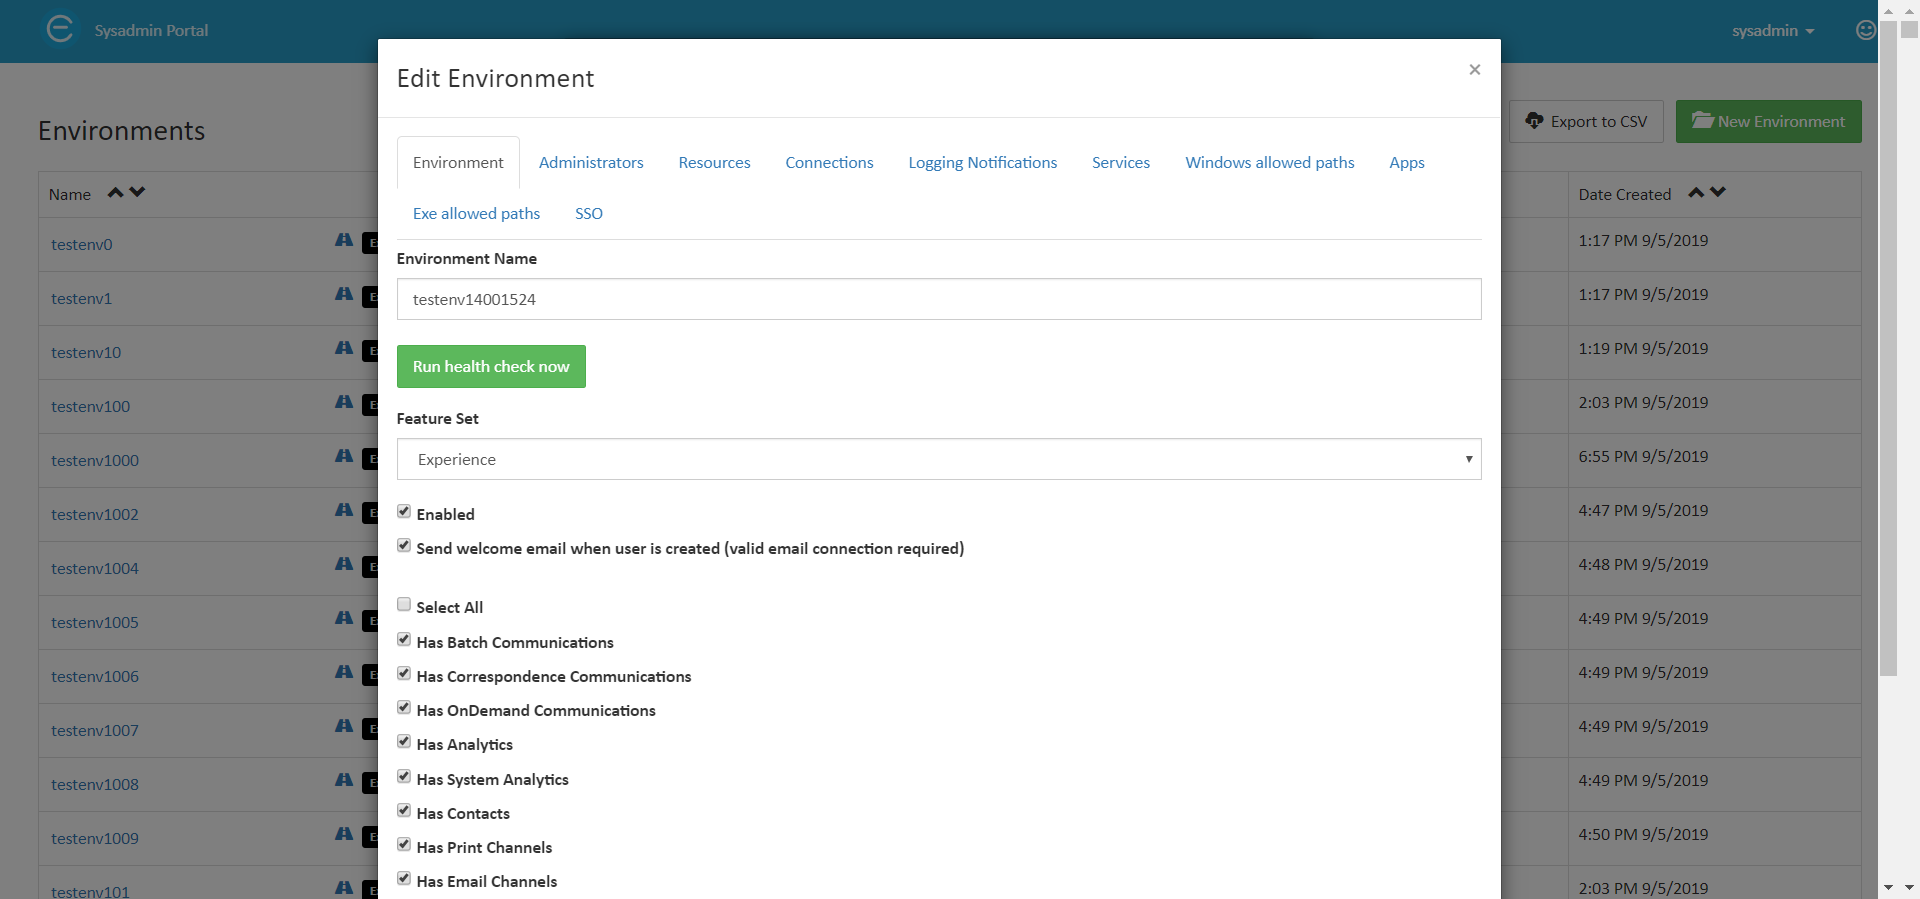 Sysadmin Portal
sysadmin
Edit Environment
×
Environments
Export to CSV
New Environment
Environment
Administrators
Resources
Connections
Logging Notifications
Services
Windows allowed paths
Apps
Exe allowed paths
SSO
Name
Date Created
Environment Name
testenv14001524
Run health check now
Feature Set
Experience
Enabled
Send welcome email when user is created (valid email connection required)
Select All
Has Batch Communications
Has Correspondence Communications
Has OnDemand Communications
Has Analytics
Has System Analytics
Has Contacts
Has Print Channels
Has Email Channels
testenv0
1:17 PM 9/5/2019
testenv1
1:17 PM 9/5/2019
testenv10
1:19 PM 9/5/2019
testenv100
2:03 PM 9/5/2019
testenv1000
6:55 PM 9/5/2019
testenv1002
4:47 PM 9/5/2019
testenv1004
4:48 PM 9/5/2019
testenv1005
4:49 PM 9/5/2019
testenv1006
4:49 PM 9/5/2019
testenv1007
4:49 PM 9/5/2019
testenv1008
4:49 PM 9/5/2019
testenv1009
4:50 PM 9/5/2019
testenv101
2:03 PM 9/5/2019